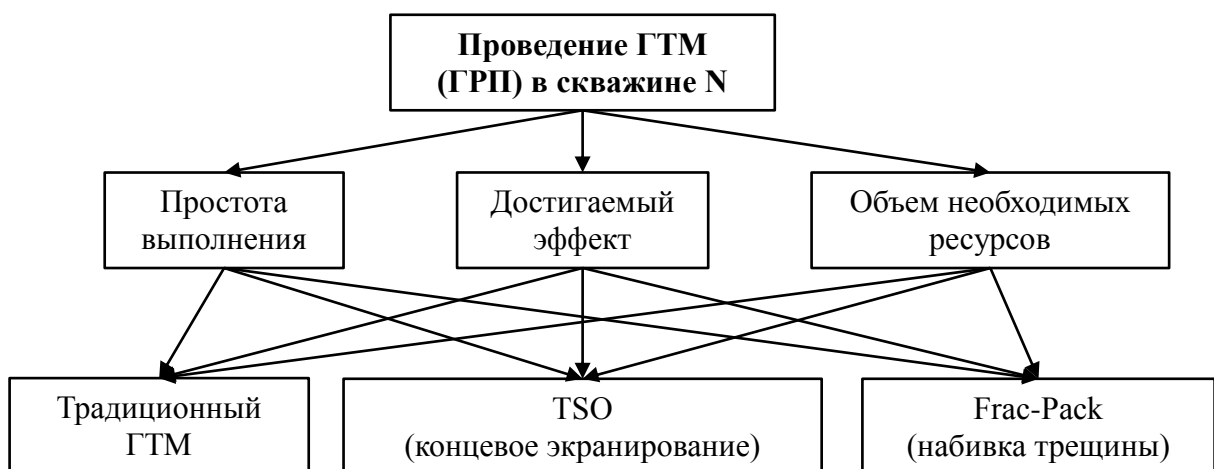 Проведение ГТМ
(ГРП) в скважине N
Простота
выполнения
Достигаемый
эффект
Объем необходимых
ресурсов
Традиционный
ГТМ
TSO
(концевое экранирование)
Frac-Pack
(набивка трещины)